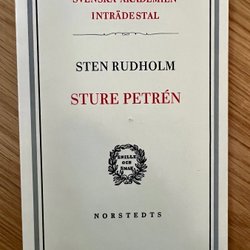 SVENSKA AKADEMIEN
INTRÄDESTAL
STEN RUDHOLM
STURE PETRÉN
SNILLE
OCH
SMAK
NORSTEDTS